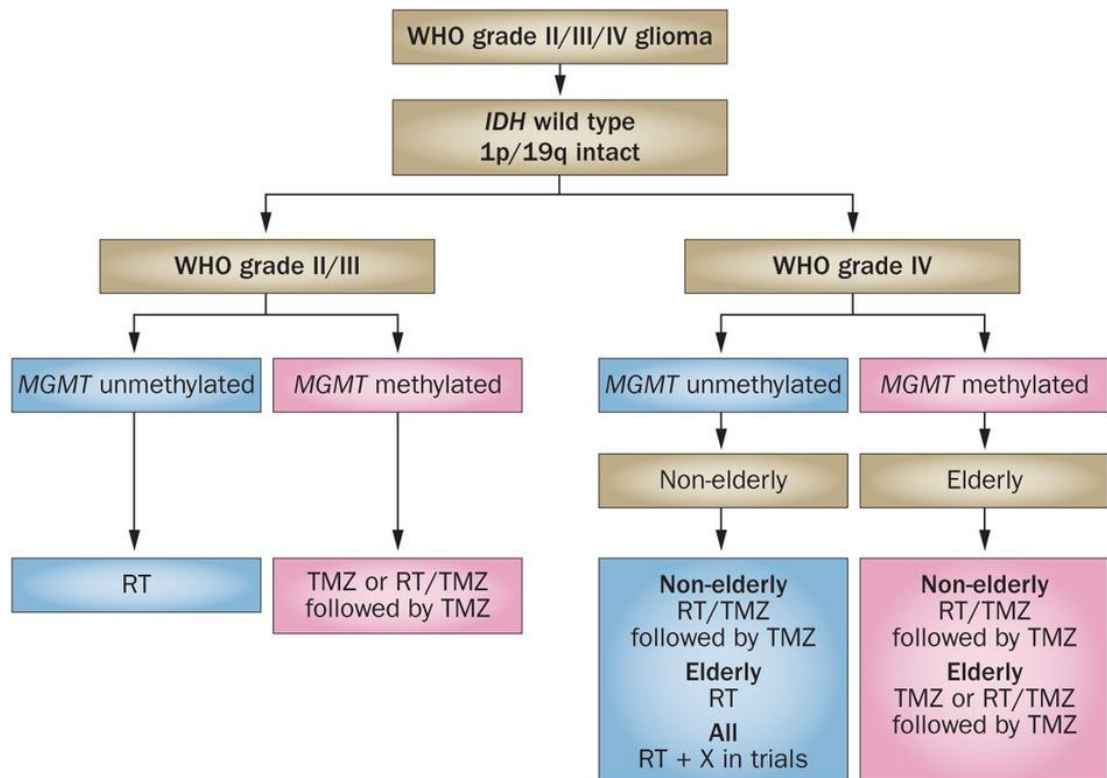 WHO grade II/III/IV glioma
IDH wild type
1p/19q intact
WHO grade II/III
WHO grade IV
MGMT unmethylated
MGMT methylated
MGMT unmethylated
MGMT methylated
Non-elderly
Elderly
RT
TMZ or RT/TMZ
followed by TMZ
Non-elderly
RT/TMZ
followed by TMZ
Elderly
RT
All
RT + X in trials
Non-elderly
RT/TMZ
followed by TMZ
Elderly
TMZ or RT/TMZ
followed by TMZ